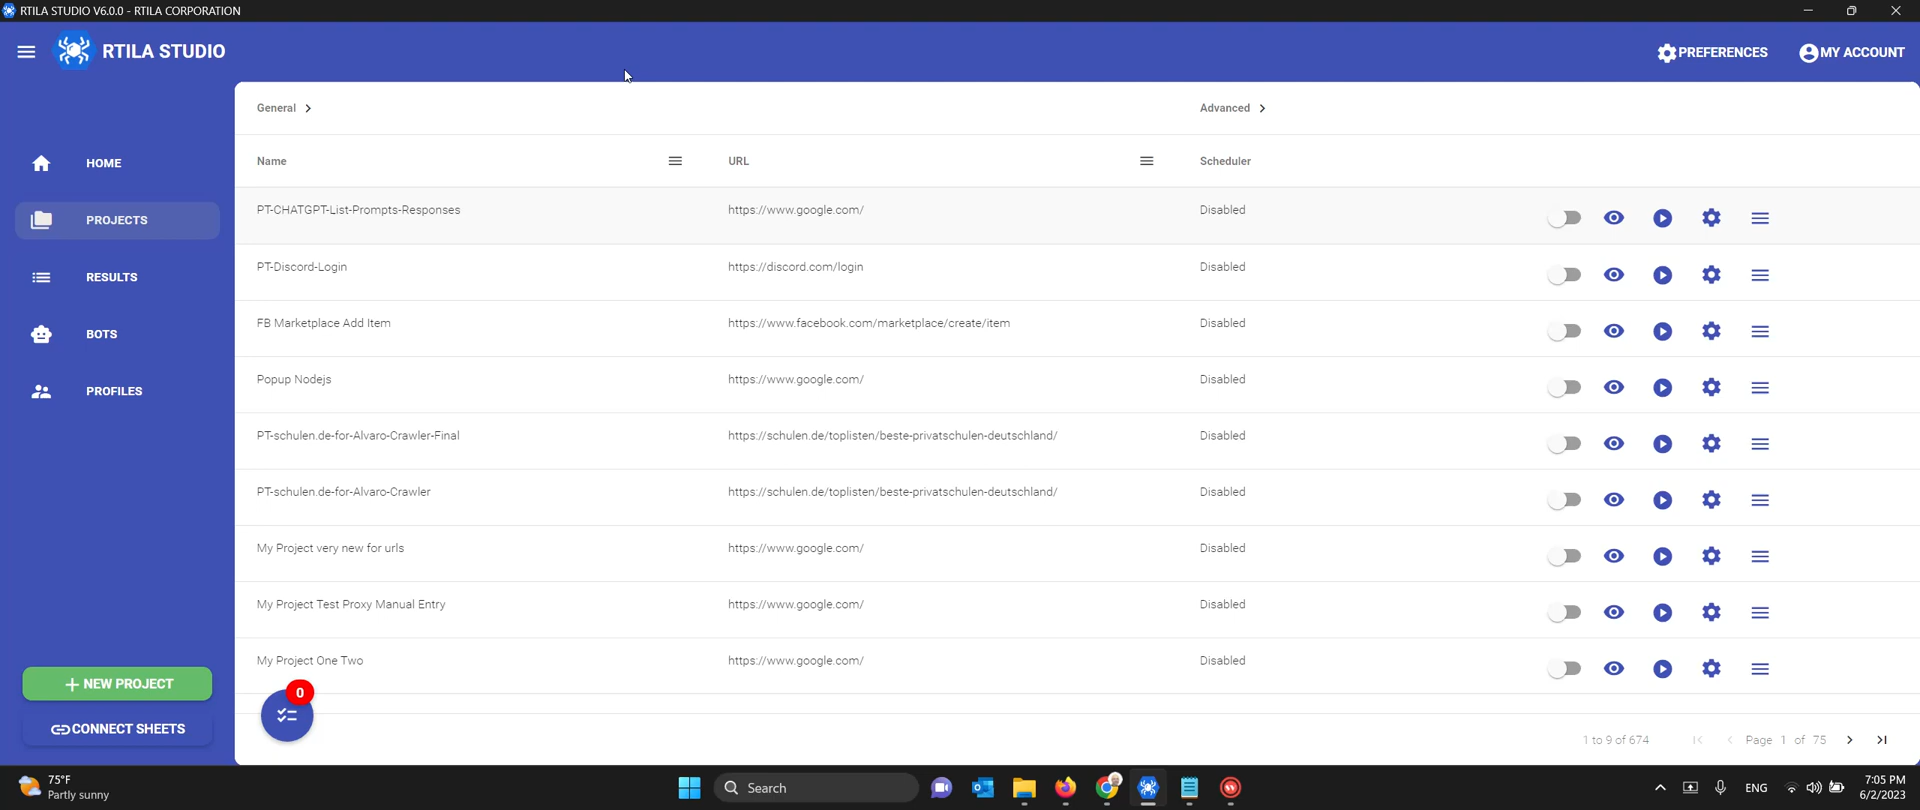 RTILA STUDIO V6.0.0 - RTILA CORPORATION
RTILA STUDIO
PREFERENCES
MY ACCOUNT
General
Advanced
Name
URL
Scheduler
HOME
PROJECTS
RESULTS
BOTS
PROFILES
PT-CHATGPT-List-Prompts-Responses https://www.google.com/ Disabled
PT-Discord-Login https://discord.com/login Disabled
FB Marketplace Add Item https://www.facebook.com/marketplace/create/item Disabled
Popup Nodejs https://www.google.com/ Disabled
PT-schulen.de-for-Alvaro-Crawler-Final https://schulen.de/toplisten/beste-privatschulen-deutschland/ Disabled
PT-schulen.de-for-Alvaro-Crawler https://schulen.de/toplisten/beste-privatschulen-deutschland/ Disabled
My Project very new for urls https://www.google.com/ Disabled
My Project Test Proxy Manual Entry https://www.google.com/ Disabled
My Project One Two https://www.google.com/ Disabled
+ NEW PROJECT
CONNECT SHEETS
0
1 to 9 of 674
Page 1 of 75
75°F
Partly sunny
Search
ENG
7:05 PM
6/2/2023